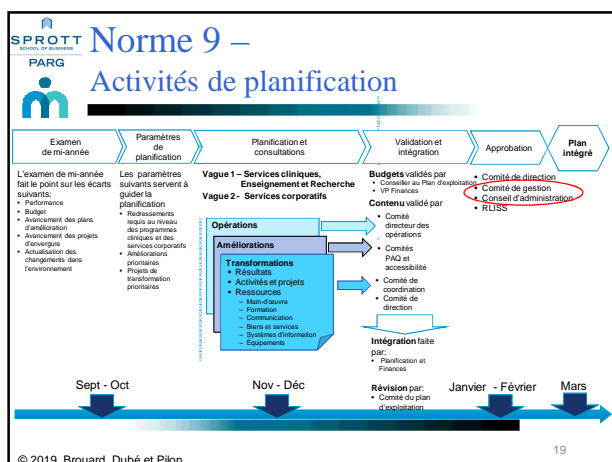 SPROTT
SCHOOL OF BUSINESS
PARG
Norme 9 –
Activités de planification
Examen
de mi-année
Paramètres
de
planification
Planification et
consultations
Validation et
intégration
Approbation
Plan
intégré
L'examen de mi-année
fait le point sur les écarts
suivants:
• Performance
• Budget
• Avancement des plans
d'amélioration
• Avancement des projets
d'envergure
• Actualisation des
changements dans
l'environnement
Les paramètres
suivants servent à
guider la
planification
• Redressements
requis au niveau
des programmes
cliniques et des
services corporatifs
• Améliorations
prioritaires
• Projets de
transformation
prioritaires
Vague 1 – Services cliniques,
Enseignement et Recherche
Vague 2 - Services corporatifs
Opérations
Améliorations
Transformations
• Résultats
• Activités et projets
• Ressources
– Main-d'œuvre
– Formation
– Communication
– Biens et services
– Systèmes d'information
– Équipements
Budgets validés par
• Conseiller au Plan d'exploitation
• VP Finances
Contenu validé par
• Comité
directeur des
opérations
• Comités
PAQ et
accessibilité
• Comité de
coordination
• Comité de
direction
Intégration faite
par:
• Planification et
Finances
Révision par:
• Comité du plan
d'exploitation
• Comité de direction
• Comité de gestion
• Conseil d'administration
• RLISS
Sept - Oct
Nov - Déc
Janvier - Février
Mars
© 2019 Brouard, Dubé et Pilon
19